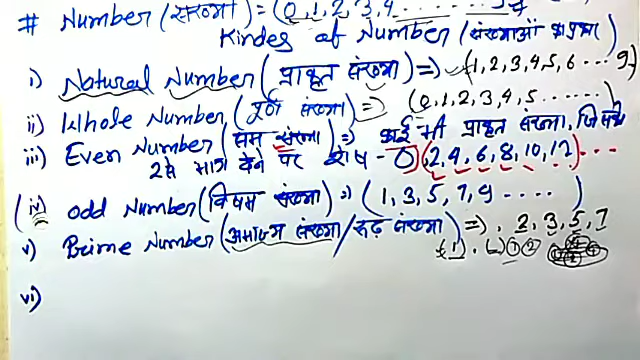 # Number (संख्या) = (0, 1, 2, 3, 4 .......... 9)
Kindes of Number (संख्याओं का प्रकार)
i) Natural Number (प्राकृत संख्या) => (1, 2, 3, 4, 5, 6 ... 9)
ii) Whole Number (पूर्ण संख्या) => (0, 1, 2, 3, 4, 5 ......)
iii) Even Number (सम संख्या) => कोई भी प्राकृत संख्या, जिसमें
2 से भाग देने पर शेष - 0 (2, 4, 6, 8, 10, 12) ...
(iv) odd Number (विषम संख्या) => (1, 3, 5, 7, 9 ....)
v) Prime Number (अभाज्य संख्या / रूढ़ संख्या) => . 2, 3, 5, 7
vi)